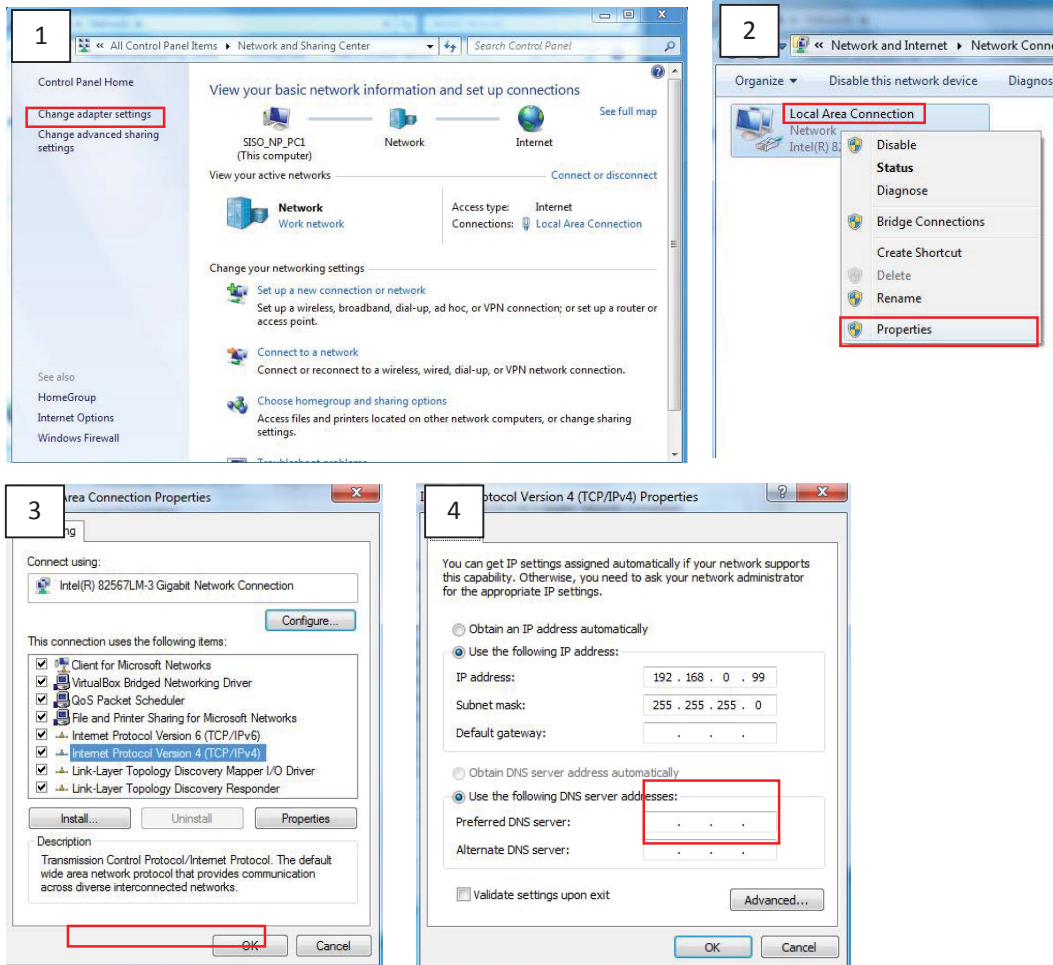 1
« All Control Panel Items ▸ Network and Sharing Center
Search Control Panel
Control Panel Home
Change adapter settings
Change advanced sharing
settings
See also
HomeGroup
Internet Options
Windows Firewall
View your basic network information and set up connections
See full map
SISO_NP_PC1
(This computer)
Network
Internet
View your active networks
Connect or disconnect
Network
Work network
Access type: Internet
Connections: Local Area Connection
Change your networking settings
Set up a new connection or network
Set up a wireless, broadband, dial-up, ad hoc, or VPN connection; or set up a router or
access point.
Connect to a network
Connect or reconnect to a wireless, wired, dial-up, or VPN network connection.
Choose homegroup and sharing options
Access files and printers located on other network computers, or change sharing
settings.
2
« Network and Internet ▸ Network Conne
Organize Disable this network device Diagnos
Local Area Connection
Network
Intel(R) 82
Disable
Status
Diagnose
Bridge Connections
Create Shortcut
Delete
Rename
Properties
3
Area Connection Properties
ng
Connect using:
Intel(R) 82567LM-3 Gigabit Network Connection
Configure...
This connection uses the following items:
Client for Microsoft Networks
VirtualBox Bridged Networking Driver
QoS Packet Scheduler
File and Printer Sharing for Microsoft Networks
Internet Protocol Version 6 (TCP/IPv6)
Internet Protocol Version 4 (TCP/IPv4)
Link-Layer Topology Discovery Mapper I/O Driver
Link-Layer Topology Discovery Responder
Install... Uninstall Properties
Description
Transmission Control Protocol/Internet Protocol. The default
wide area network protocol that provides communication
across diverse interconnected networks.
OK Cancel
4
otocol Version 4 (TCP/IPv4) Properties
You can get IP settings assigned automatically if your network supports
this capability. Otherwise, you need to ask your network administrator
for the appropriate IP settings.
Obtain an IP address automatically
Use the following IP address:
IP address: 192 . 168 . 0 . 99
Subnet mask: 255 . 255 . 255 . 0
Default gateway: . . .
Obtain DNS server address automatically
Use the following DNS server addresses:
Preferred DNS server: . . .
Alternate DNS server: . . .
Validate settings upon exit
Advanced...
OK Cancel